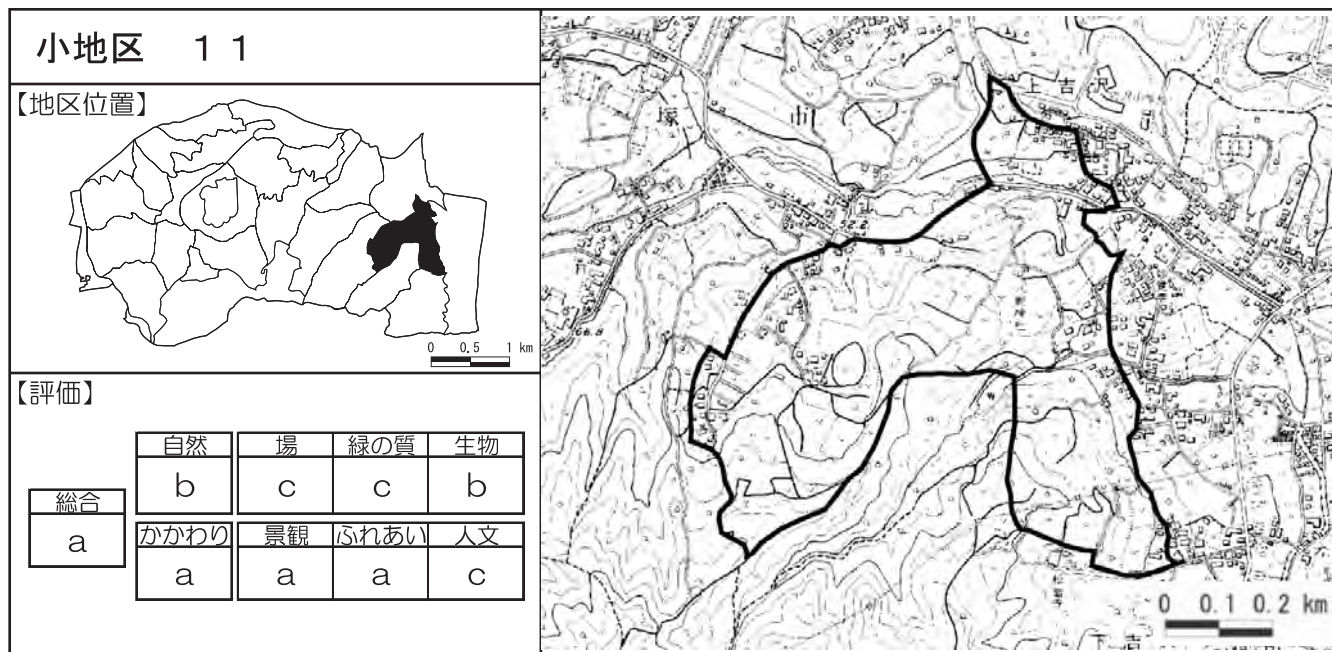 小地区 11
【地区位置】
0 0.5 1 km
【評価】
総合
a
自然 場 緑の質 生物
b c c b
かかわり 景観 ふれあい 人文
a a a c
上吉沢
塚 市
下吉
0 0.1 0.2 km